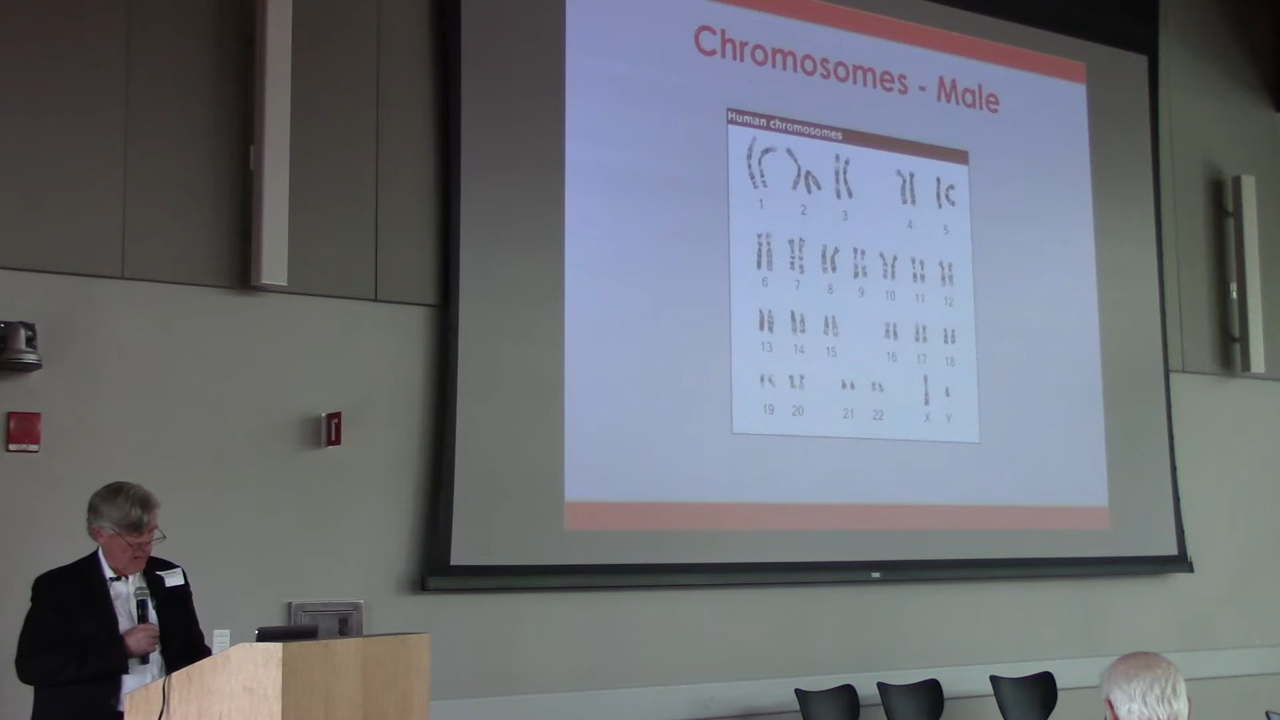 Chromosomes - Male
Human chromosomes
1 2 3 4 5
6 7 8 9 10 11 12
13 14 15 16 17 18
19 20 21 22 X Y